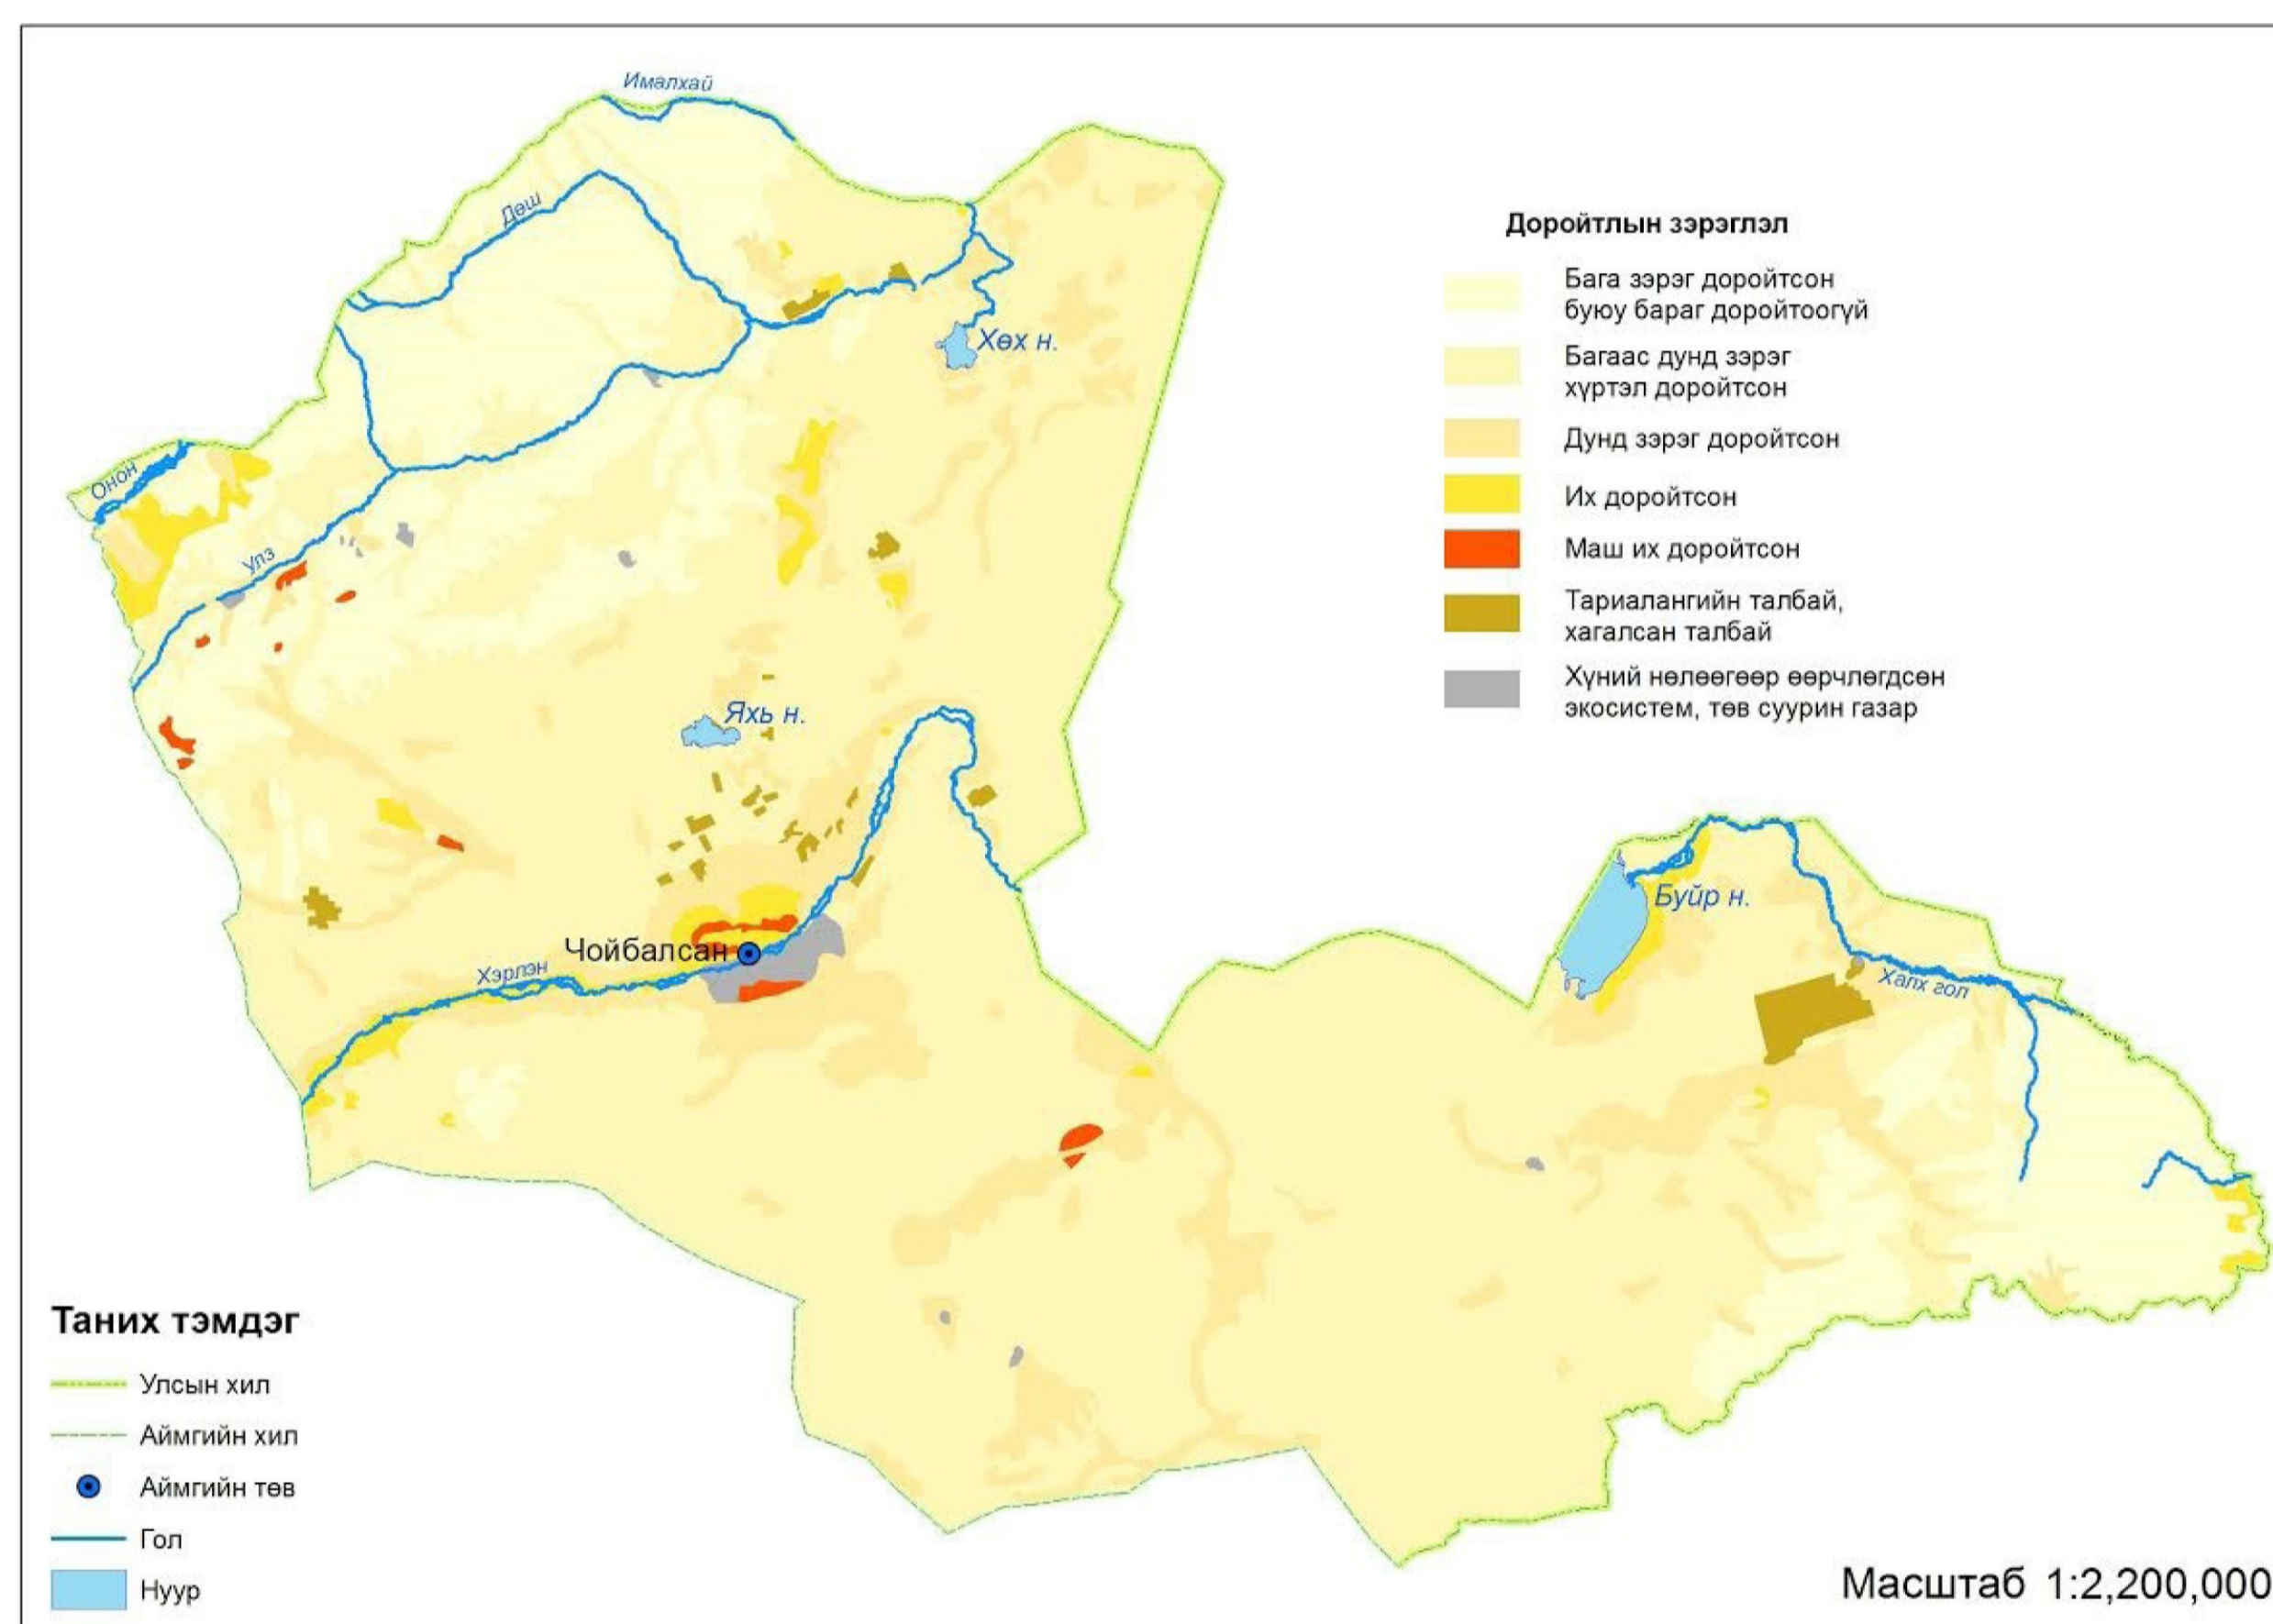 Ималхай
Дөш
Хөх н.
Онон
Улз
Яхь н.
Чойбалсан
Хэрлэн
Буйр н.
Халх гол
Доройтлын зэрэглэл
Бага зэрэг доройтсон
буюу бараг доройтоогүй
Багаас дунд зэрэг
хүртэл доройтсон
Дунд зэрэг доройтсон
Их доройтсон
Маш их доройтсон
Тариалангийн талбай,
хагалсан талбай
Хүний нөлөөгөөр өөрчлөгдсөн
экосистем, төв суурин газар
Таних тэмдэг
Улсын хил
Аймгийн хил
Аймгийн төв
Гол
Нуур
Масштаб 1:2,200,000